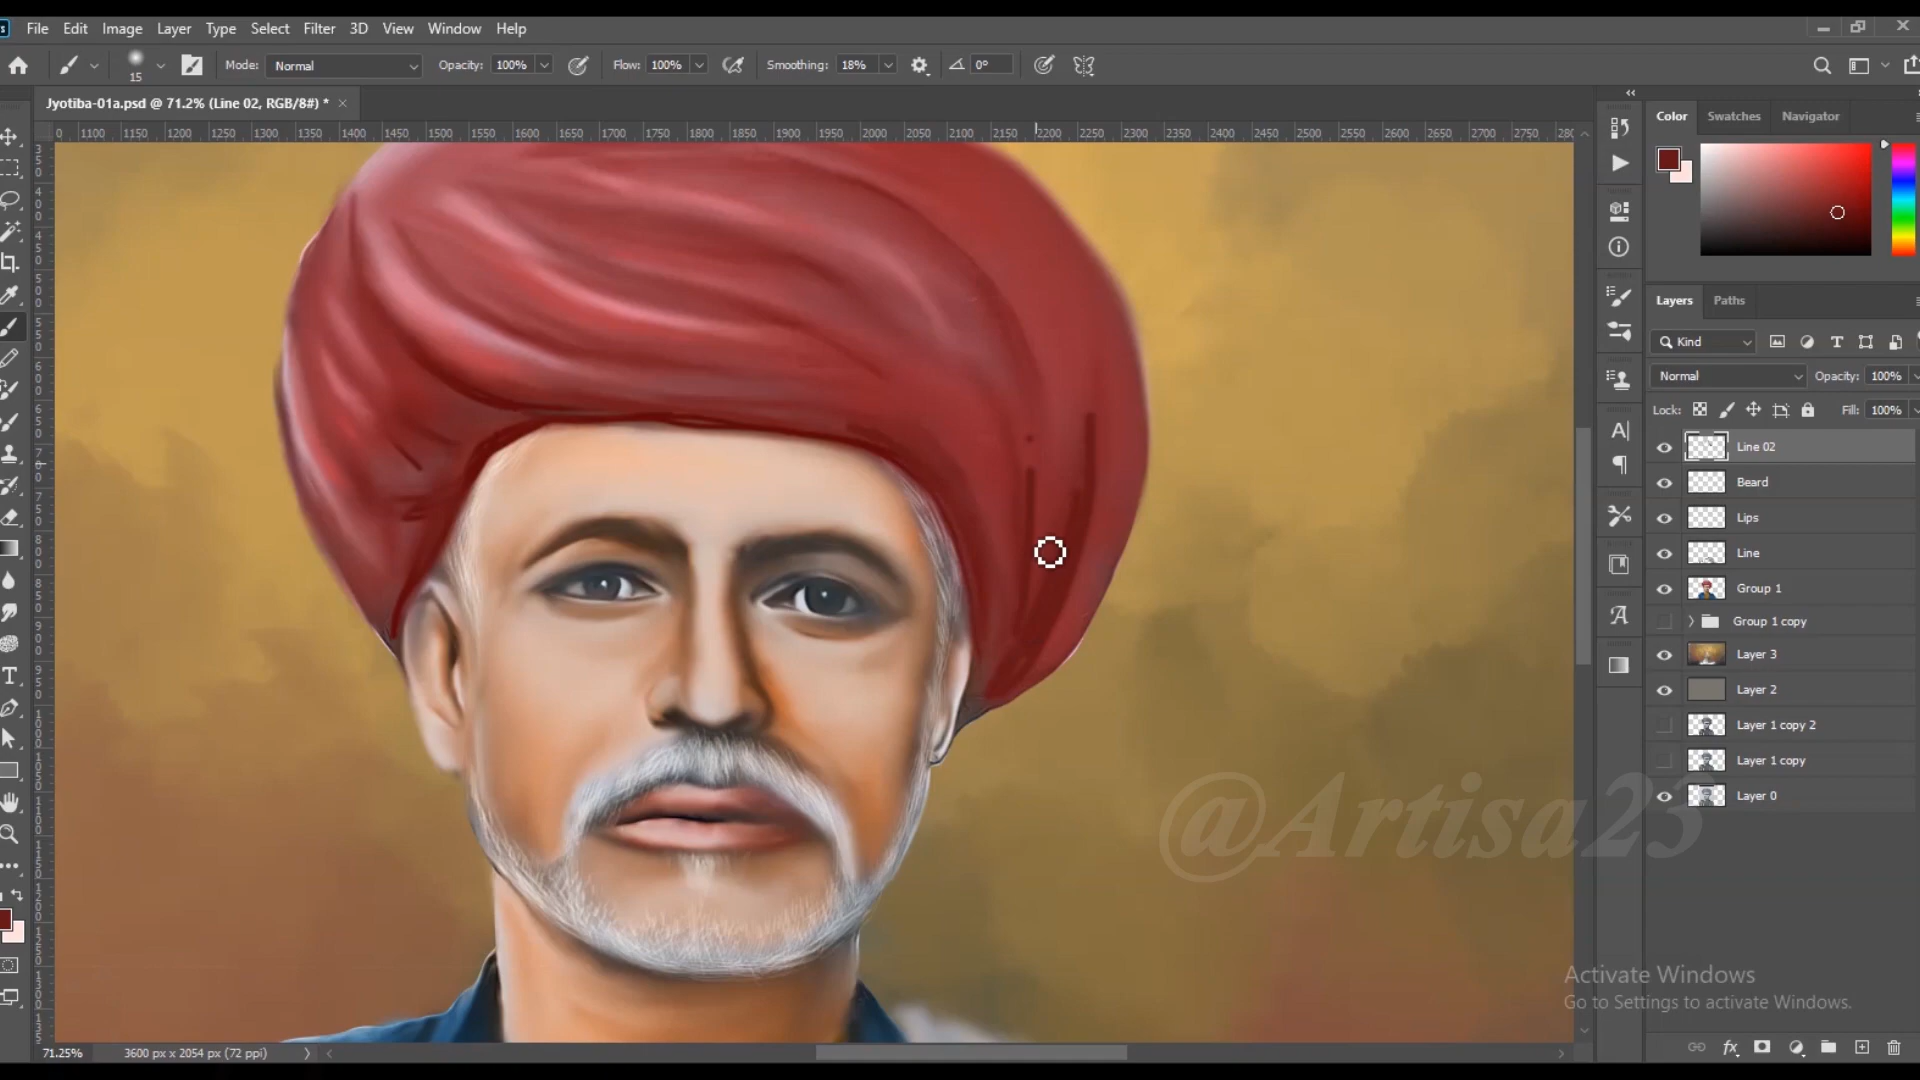 File Edit Image Layer Type Select Filter 3D View Window Help
15 Mode: Normal Opacity: 100% Flow: 100% Smoothing: 18% 0°
Jyotiba-01a.psd @ 71.2% (Line 02, RGB/8#) * ×
0 1100 1150 1200 1250 1300 1350 1400 1450 1500 1550 1600 1650 1700 1750 1800 1850 1900 1950 2000 2050 2100 2150 2200 2250 2300 2350 2400 2450 2500 2550 2600 2650 2700 2750
Color Swatches Navigator
Layers Paths
Kind
Normal Opacity: 100%
Lock: Fill: 100%
Line 02
Beard
Lips
Line
Group 1
Group 1 copy
Layer 3
Layer 2
Layer 1 copy 2
Layer 1 copy
Layer 0
@Artisa23
Activate Windows
Go to Settings to activate Windows.
71.25% 3600 px x 2054 px (72 ppi)